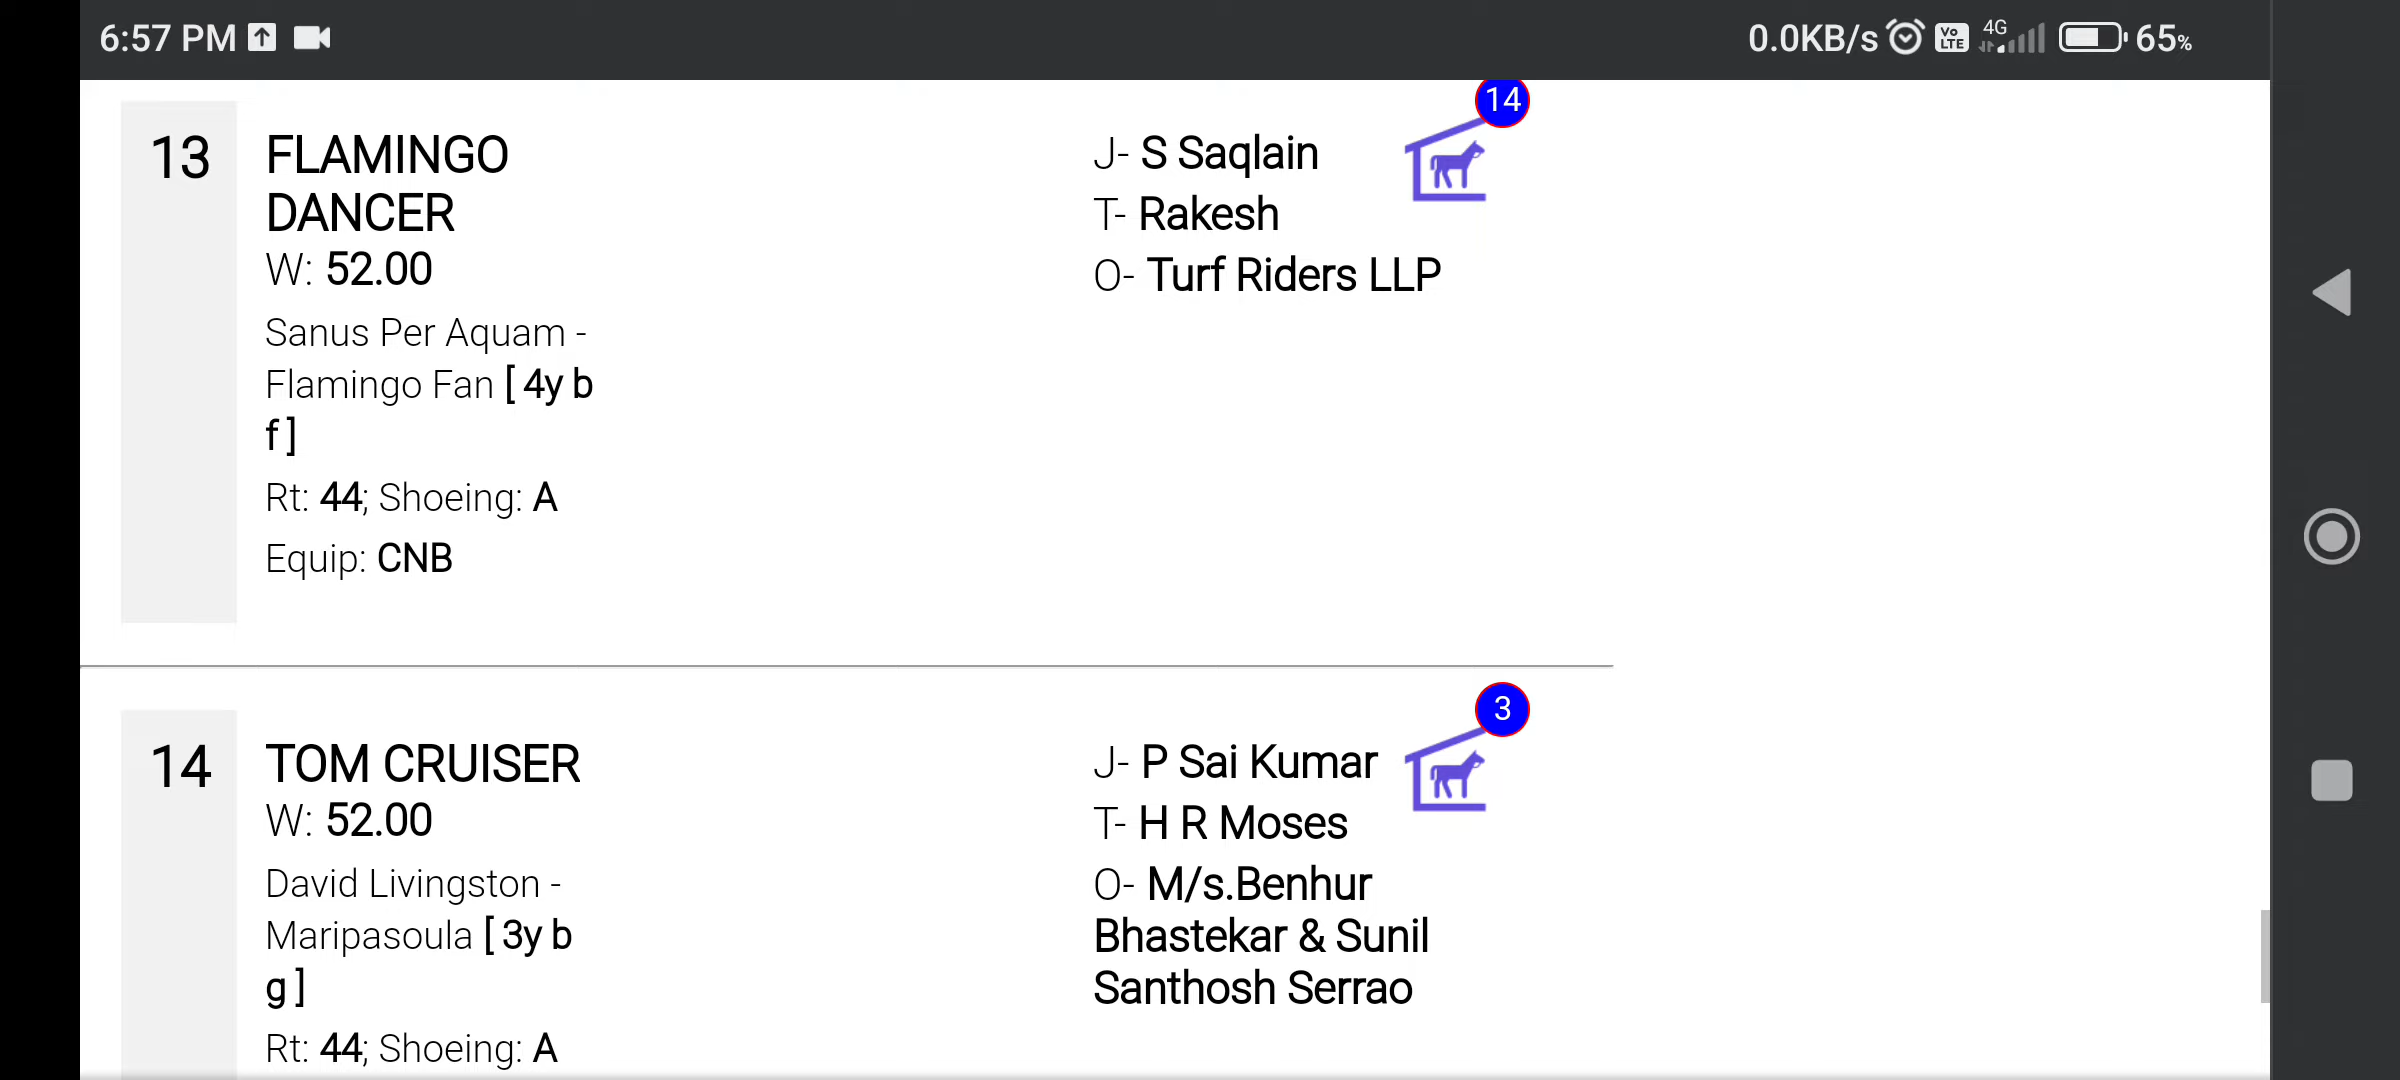 6:57 PM
0.0KB/s Vo LTE 4G 65%
13
FLAMINGO
DANCER
W: 52.00
Sanus Per Aquam -
Flamingo Fan [ 4y b
f ]
Rt: 44; Shoeing: A
Equip: CNB
J- S Saqlain
T- Rakesh
O- Turf Riders LLP
14
14
TOM CRUISER
W: 52.00
David Livingston -
Maripasoula [ 3y b
g ]
Rt: 44; Shoeing: A
J- P Sai Kumar
T- H R Moses
O- M/s.Benhur
Bhastekar & Sunil
Santhosh Serrao
3